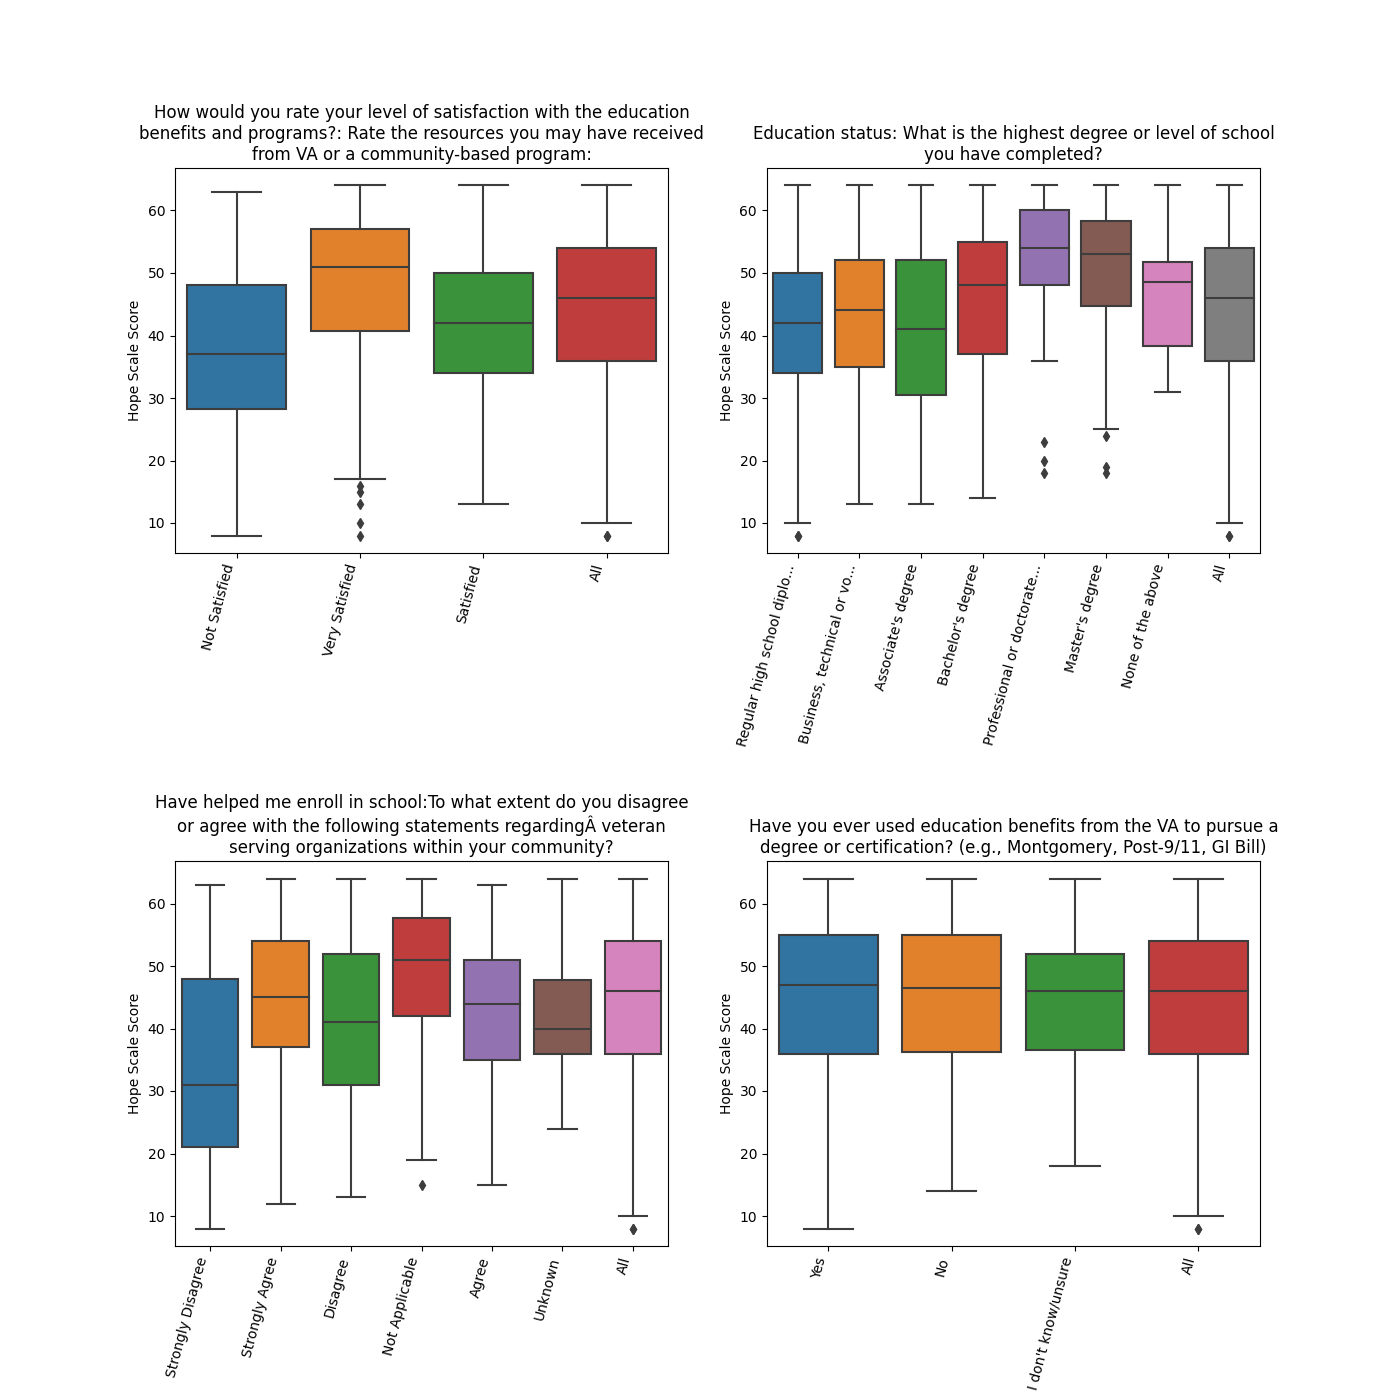 How would you rate your level of satisfaction with the education
benefits and programs?: Rate the resources you may have received
from VA or a community-based program:
Hope Scale Score
60
50
40
30
20
10
Not Satisfied
Very Satisfied
Satisfied
All
Education status: What is the highest degree or level of school
you have completed?
Hope Scale Score
60
50
40
30
20
10
Regular high school diplo...
Business, technical or vo...
Associate's degree
Bachelor's degree
Professional or doctorate...
Master's degree
None of the above
All
Have helped me enroll in school:To what extent do you disagree
or agree with the following statements regardingÂ veteran
serving organizations within your community?
Hope Scale Score
60
50
40
30
20
10
Strongly Disagree
Strongly Agree
Disagree
Not Applicable
Agree
Unknown
All
Have you ever used education benefits from the VA to pursue a
degree or certification? (e.g., Montgomery, Post-9/11, GI Bill)
Hope Scale Score
60
50
40
30
20
10
Yes
No
I don't know/unsure
All